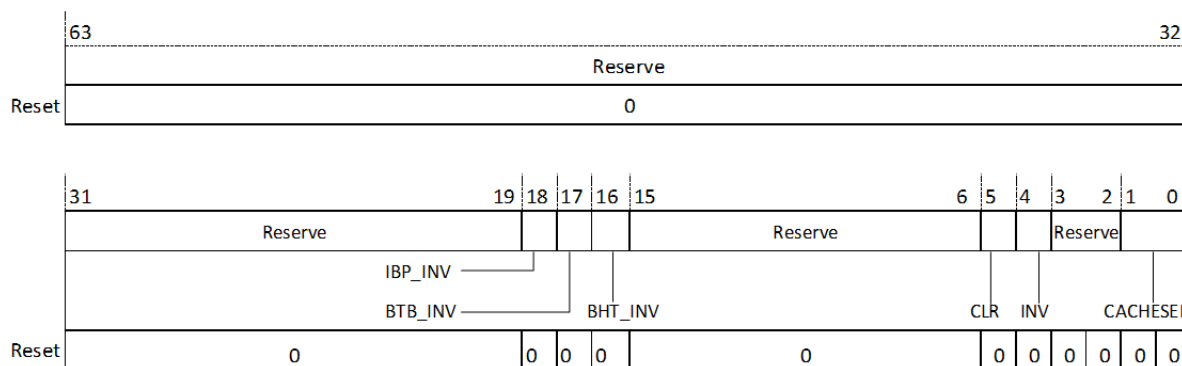 63 32
Reserve
Reset 0
31 19 18 17 16 15 6 5 4 3 2 1 0
Reserve Reserve Reserve
IBP_INV
BTB_INV BHT_INV CLR INV CACHESEL
Reset 0 0 0 0 0 0 0 0 0 0 0